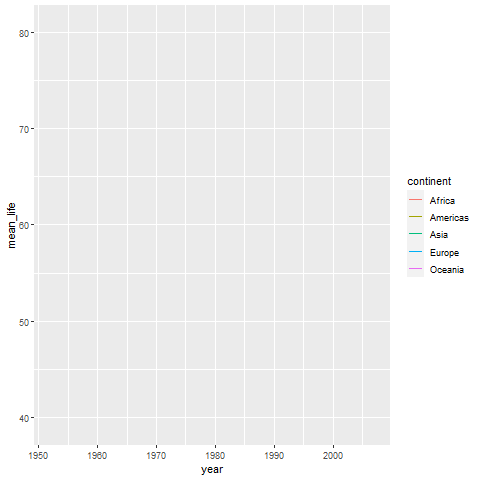 80
70
60
50
40
mean_life
1950 1960 1970 1980 1990 2000
year
continent
Africa
Americas
Asia
Europe
Oceania